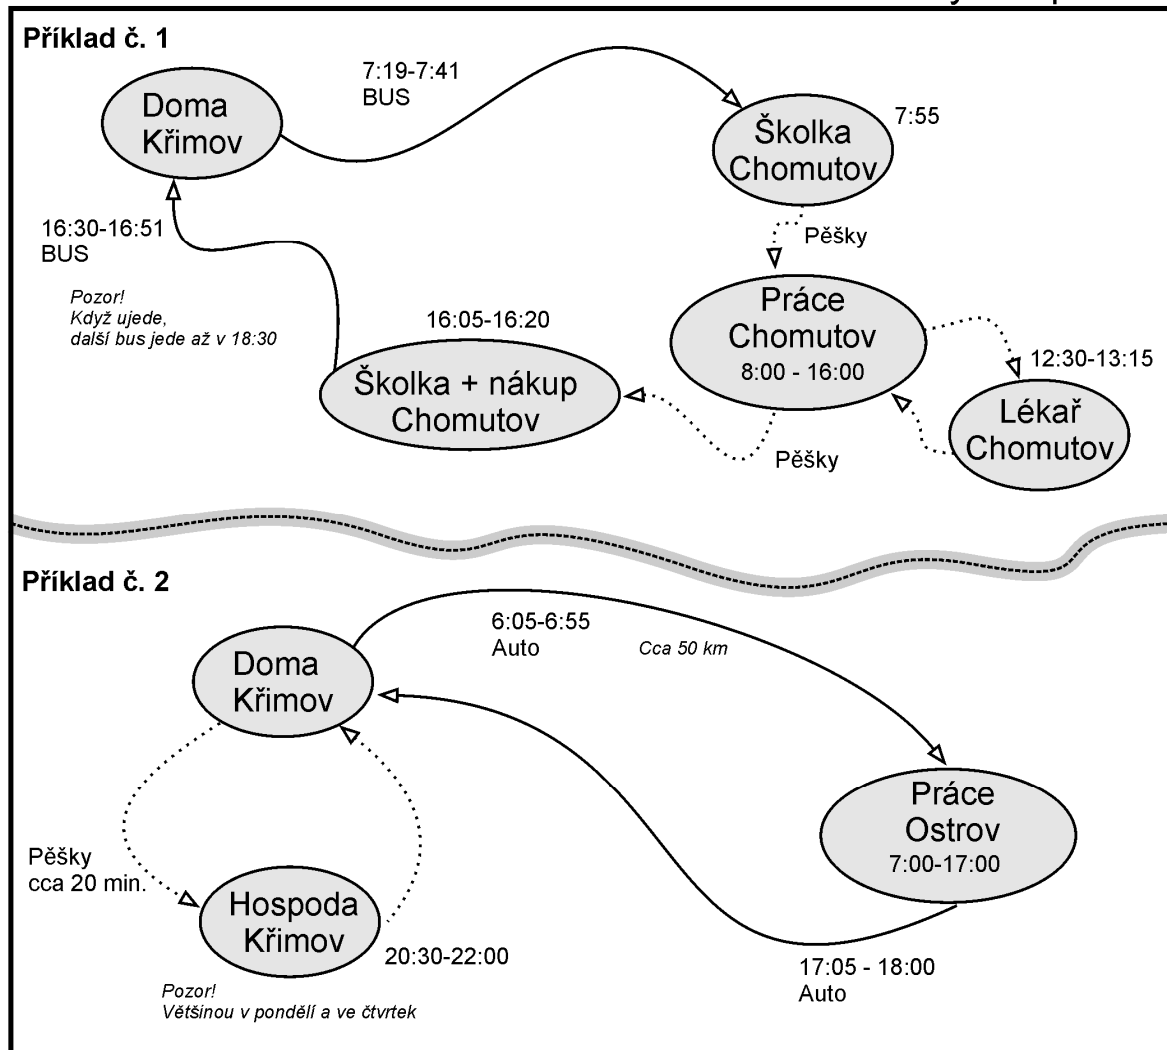 Příklad č. 1
7:19-7:41
BUS
Doma
Křimov
Školka
Chomutov
7:55
Pěšky
16:30-16:51
BUS
Pozor!
Když ujede,
další bus jede až v 18:30
Práce
Chomutov
8:00 - 16:00
16:05-16:20
Školka + nákup
Chomutov
12:30-13:15
Lékař
Chomutov
Pěšky
Příklad č. 2
6:05-6:55
Auto
Cca 50 km
Doma
Křimov
Práce
Ostrov
7:00-17:00
Pěšky
cca 20 min.
Hospoda
Křimov
20:30-22:00
17:05 - 18:00
Auto
Pozor!
Většinou v pondělí a ve čtvrtek